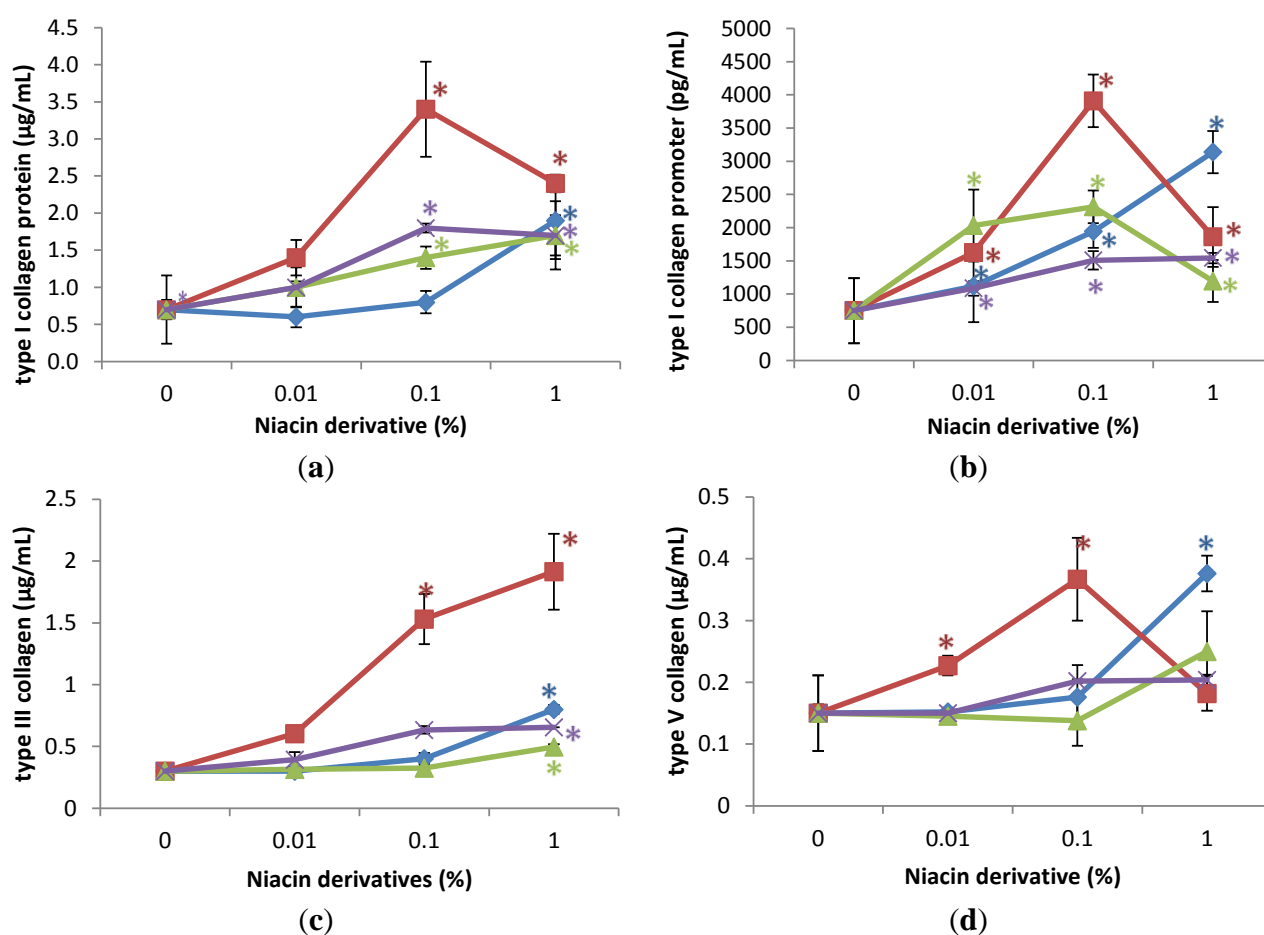 type I collagen protein (µg/mL)
4.5
4.0
3.5
3.0
2.5
2.0
1.5
1.0
0.5
0.0
0 0.01 0.1 1
Niacin derivative (%)
(a)
type I collagen promoter (pg/mL)
5000
4500
4000
3500
3000
2500
2000
1500
1000
500
0
0 0.01 0.1 1
Niacin derivative (%)
(b)
type III collagen (µg/mL)
2.5
2
1.5
1
0.5
0
0 0.01 0.1 1
Niacin derivatives (%)
(c)
type V collagen (µg/mL)
0.5
0.4
0.3
0.2
0.1
0
0 0.01 0.1 1
Niacin derivative (%)
(d)